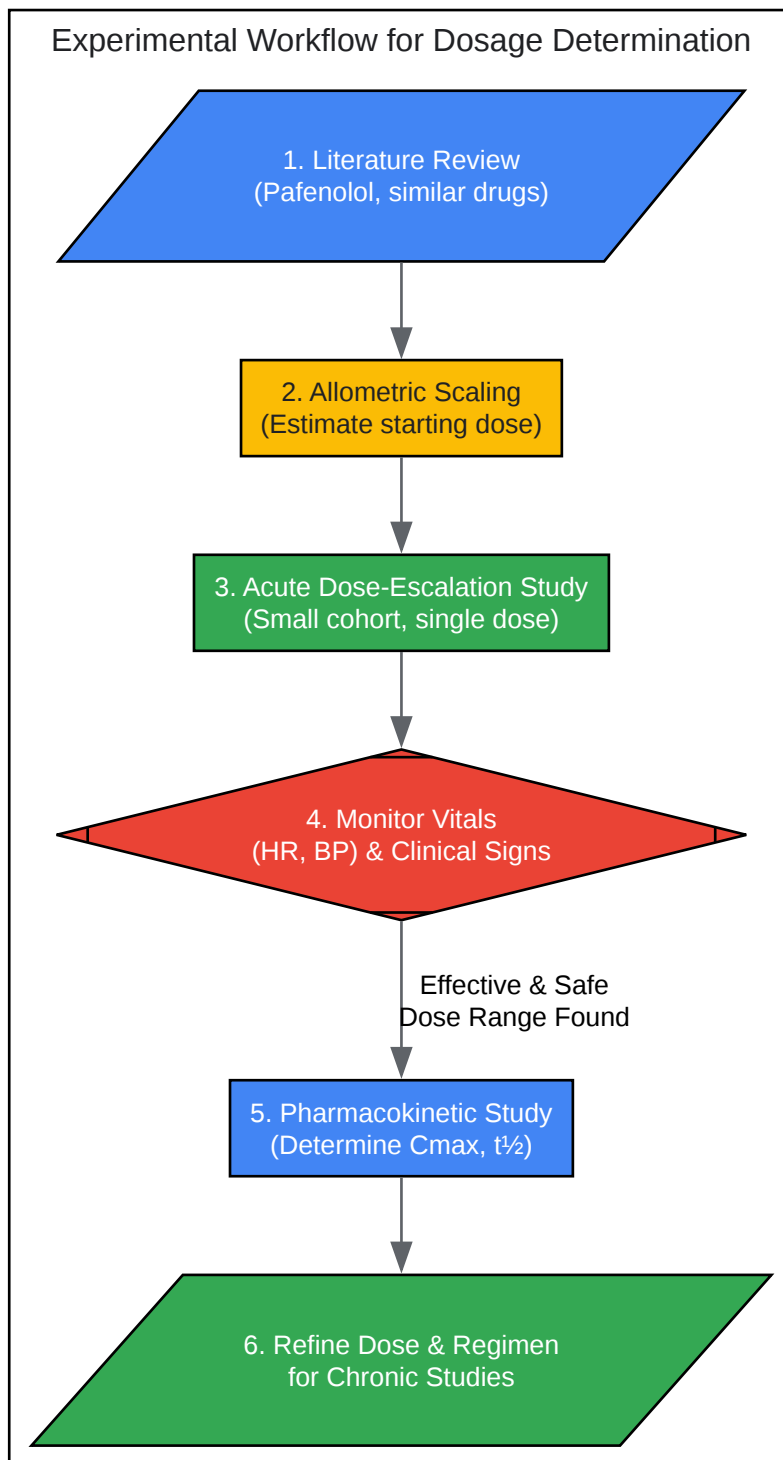 Experimental Workflow for Dosage Determination
1. Literature Review
(Pafenolol, similar drugs)
2. Allometric Scaling
(Estimate starting dose)
3. Acute Dose-Escalation Study
(Small cohort, single dose)
4. Monitor Vitals
(HR, BP) & Clinical Signs
Effective & Safe
Dose Range Found
5. Pharmacokinetic Study
(Determine Cmax, t½)
6. Refine Dose & Regimen
for Chronic Studies